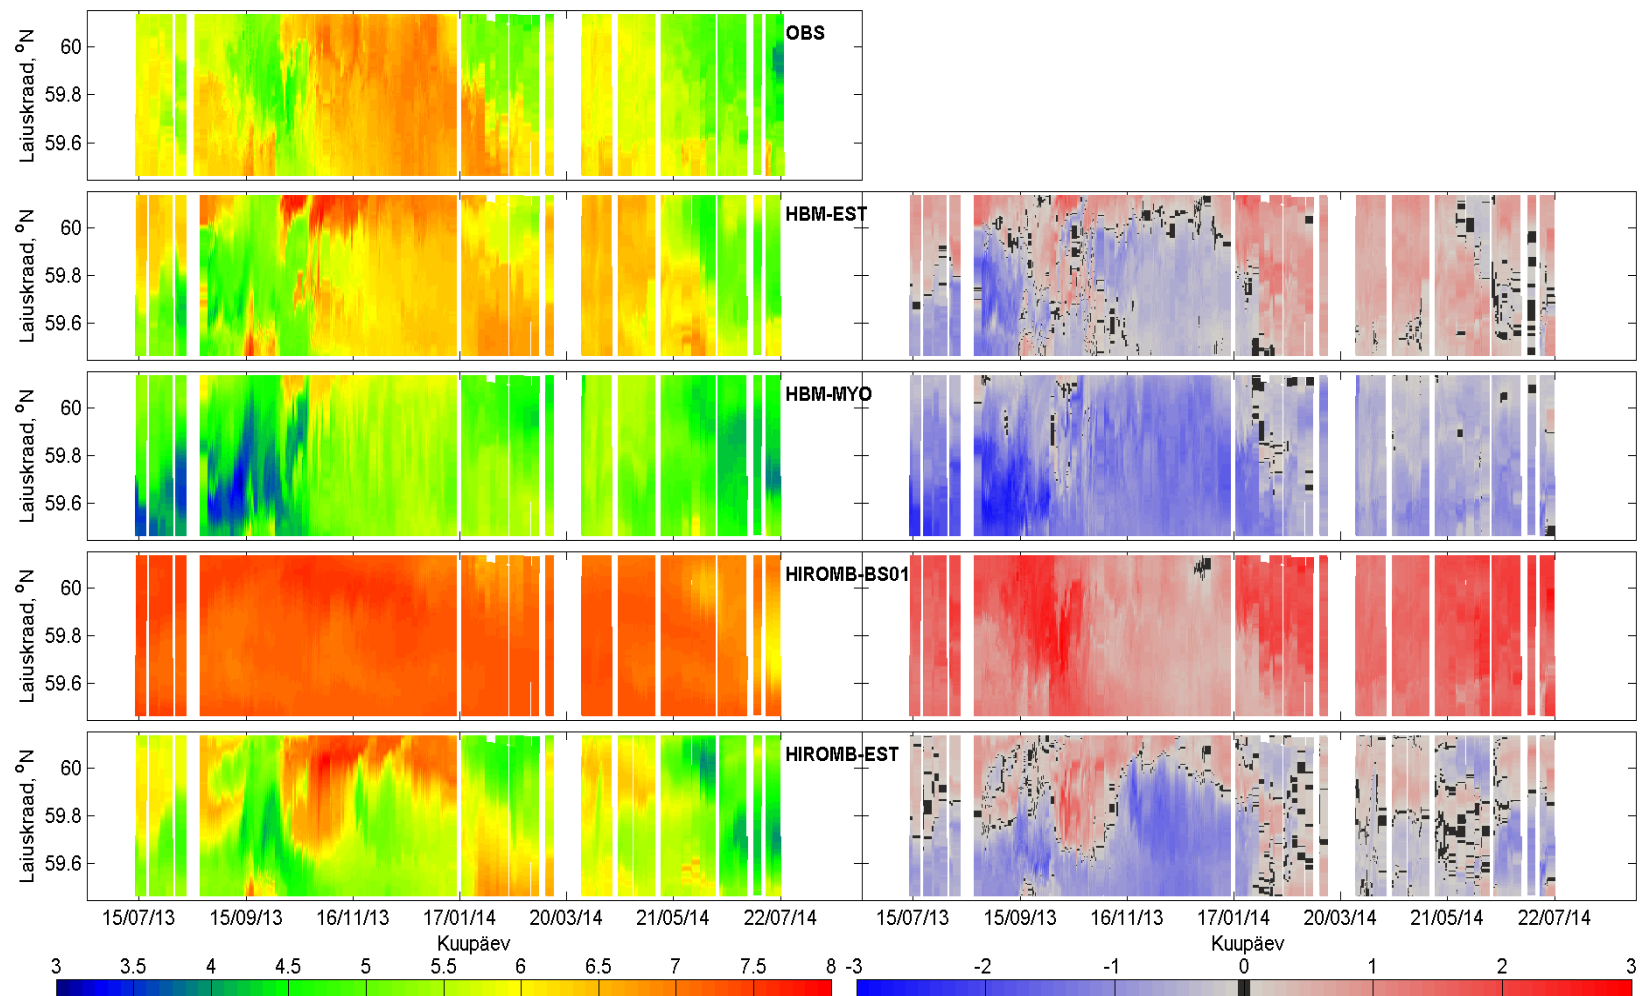 60
59.8
59.6
Laiuskraad, °N
OBS
60
59.8
59.6
Laiuskraad, °N
HBM-EST
60
59.8
59.6
Laiuskraad, °N
HBM-MYO
60
59.8
59.6
Laiuskraad, °N
HIROMB-BS01
60
59.8
59.6
Laiuskraad, °N
HIROMB-EST
15/07/13 15/09/13 16/11/13 17/01/14 20/03/14 21/05/14 22/07/14
15/07/13 15/09/13 16/11/13 17/01/14 20/03/14 21/05/14 22/07/14
Kuupäev
Kuupäev
3 3.5 4 4.5 5 5.5 6 6.5 7 7.5 8
-3 -2 -1 0 1 2 3